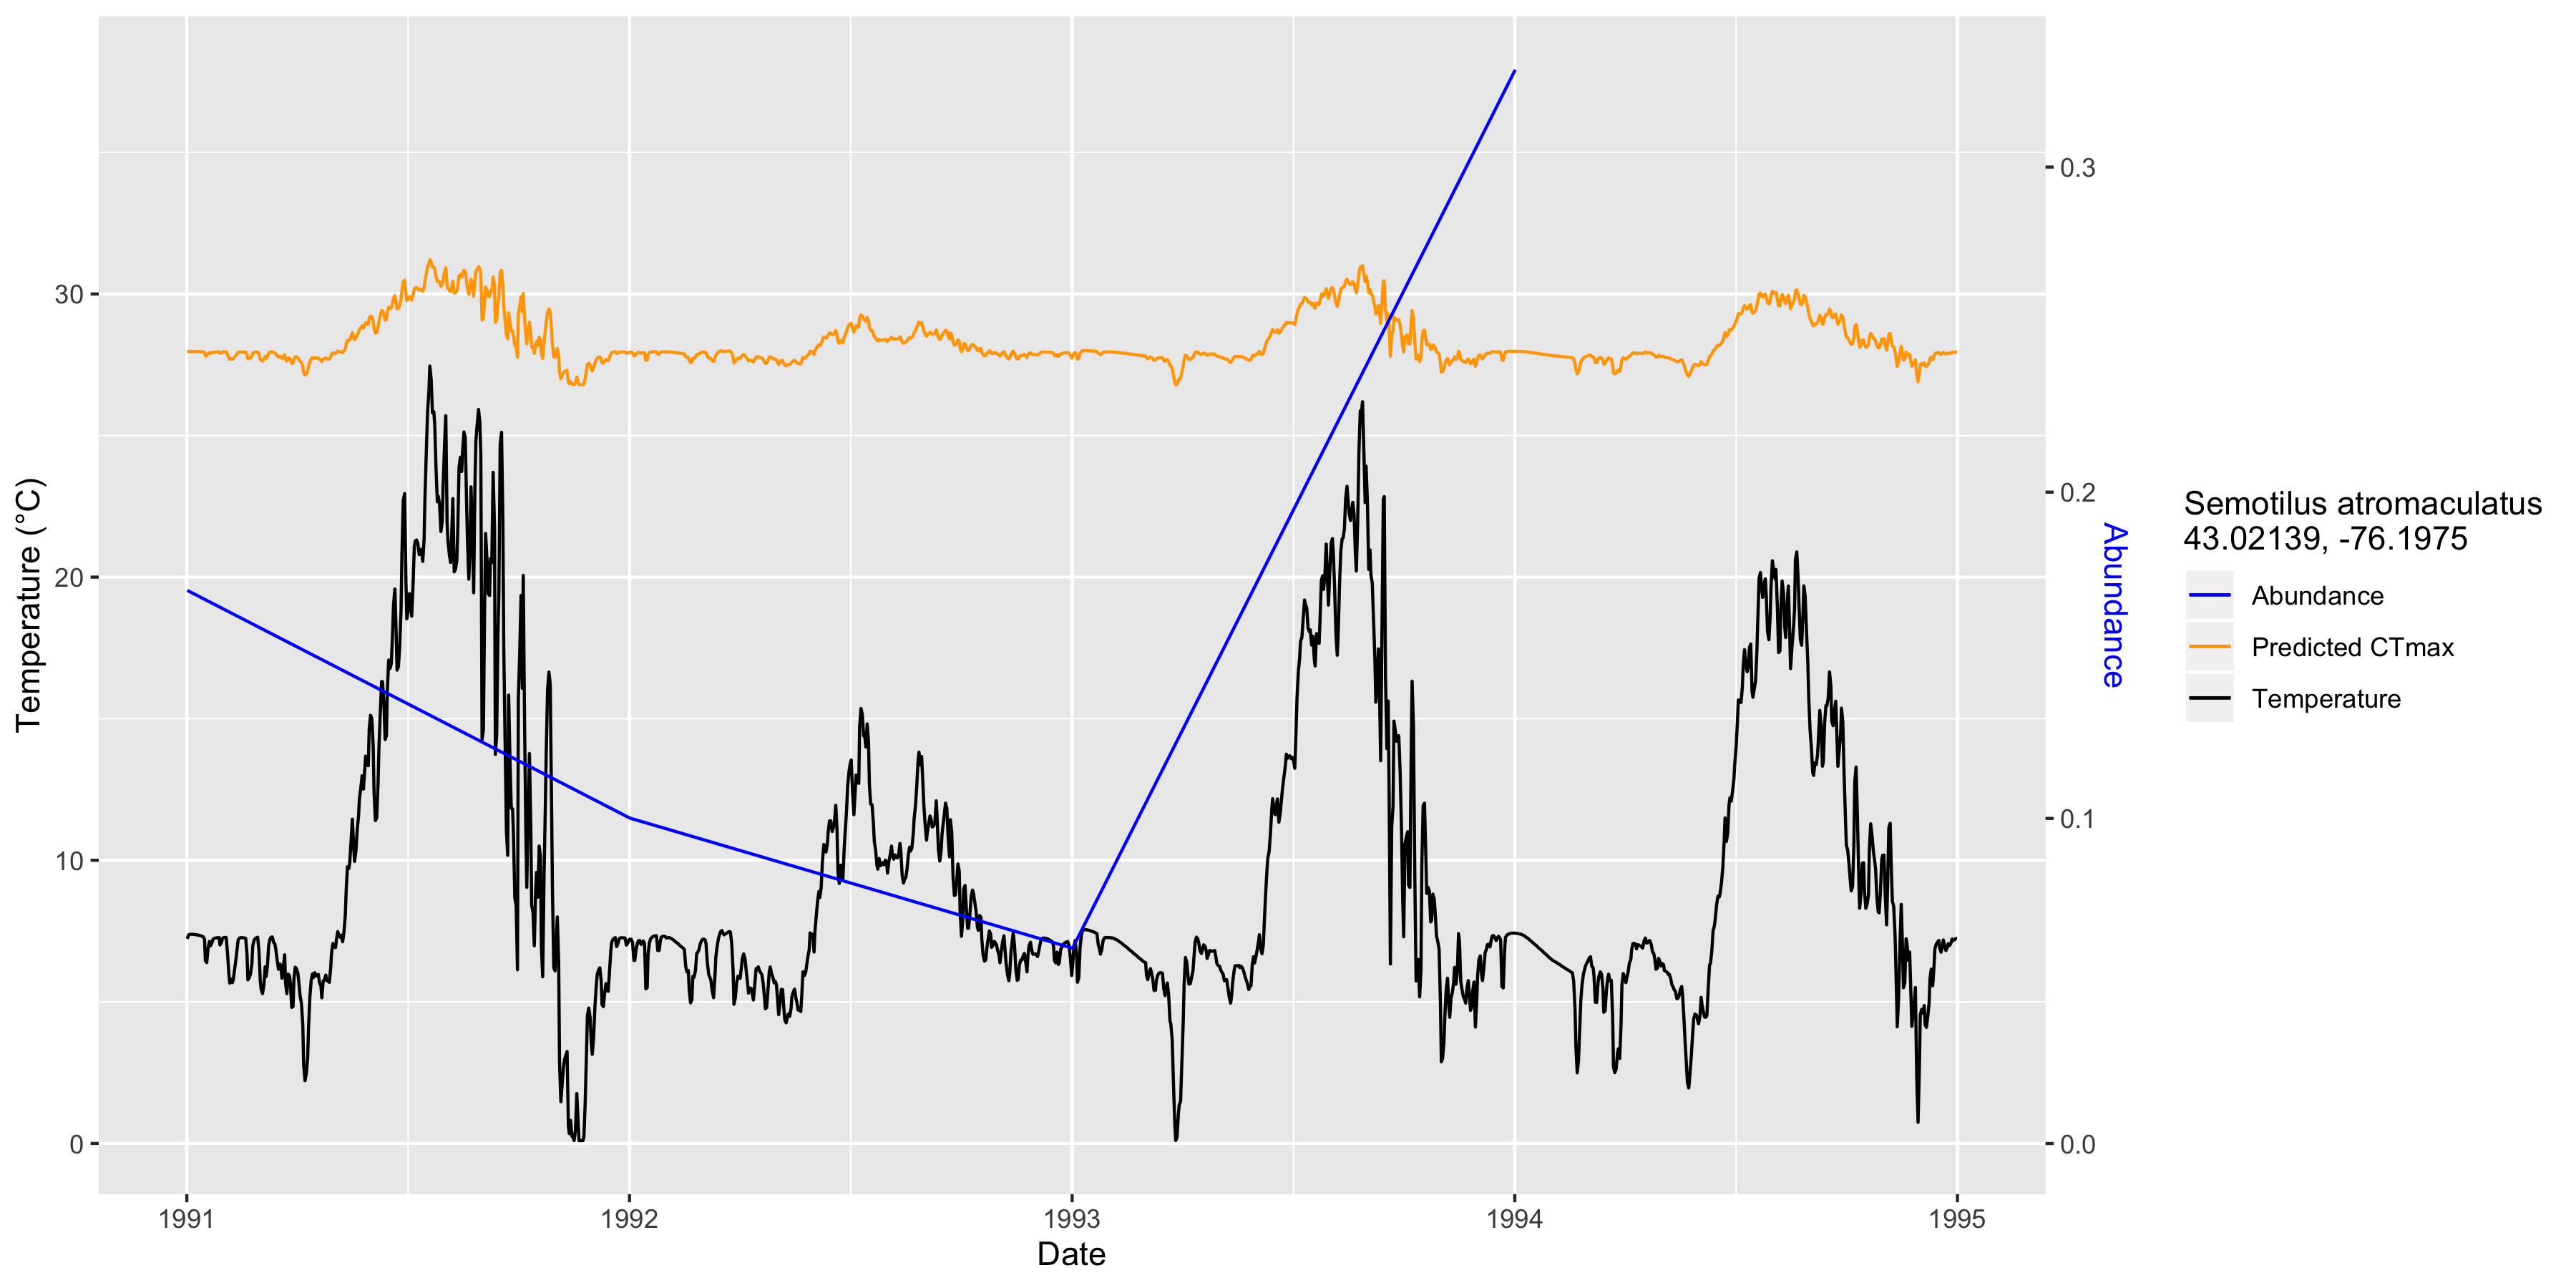 Temperature (°C)
30
20
10
0
1991
1992
1993
1994
1995
Date
0.3
0.2
0.1
0.0
Abundance
Semotilus atromaculatus
43.02139, -76.1975
Abundance
Predicted CTmax
Temperature